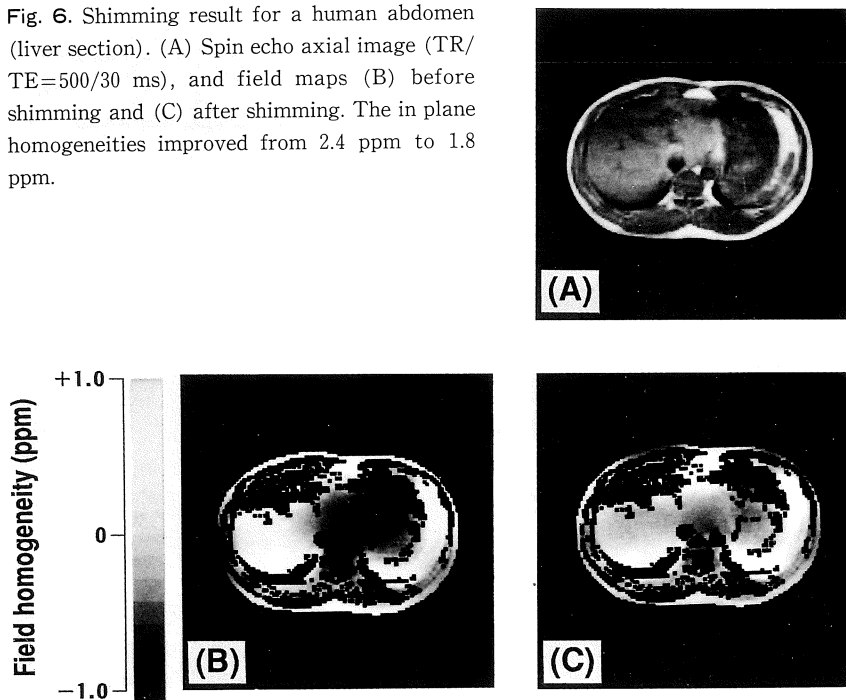 Fig. 6. Shimming result for a human abdomen
(liver section). (A) Spin echo axial image (TR/
TE=500/30 ms), and field maps (B) before
shimming and (C) after shimming. The in plane
homogeneities improved from 2.4 ppm to 1.8
ppm.
(A)
Field homogeneity (ppm)
+1.0
0
−1.0
(B)
(C)